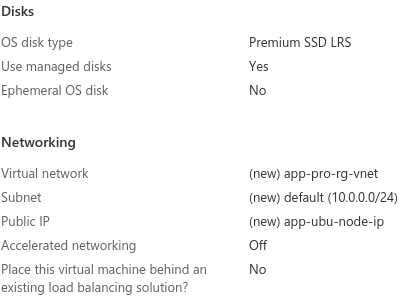 Disks
OS disk type Premium SSD LRS
Use managed disks Yes
Ephemeral OS disk No
Networking
Virtual network (new) app-pro-rg-vnet
Subnet (new) default (10.0.0.0/24)
Public IP (new) app-ubu-node-ip
Accelerated networking Off
Place this virtual machine behind an No
existing load balancing solution?